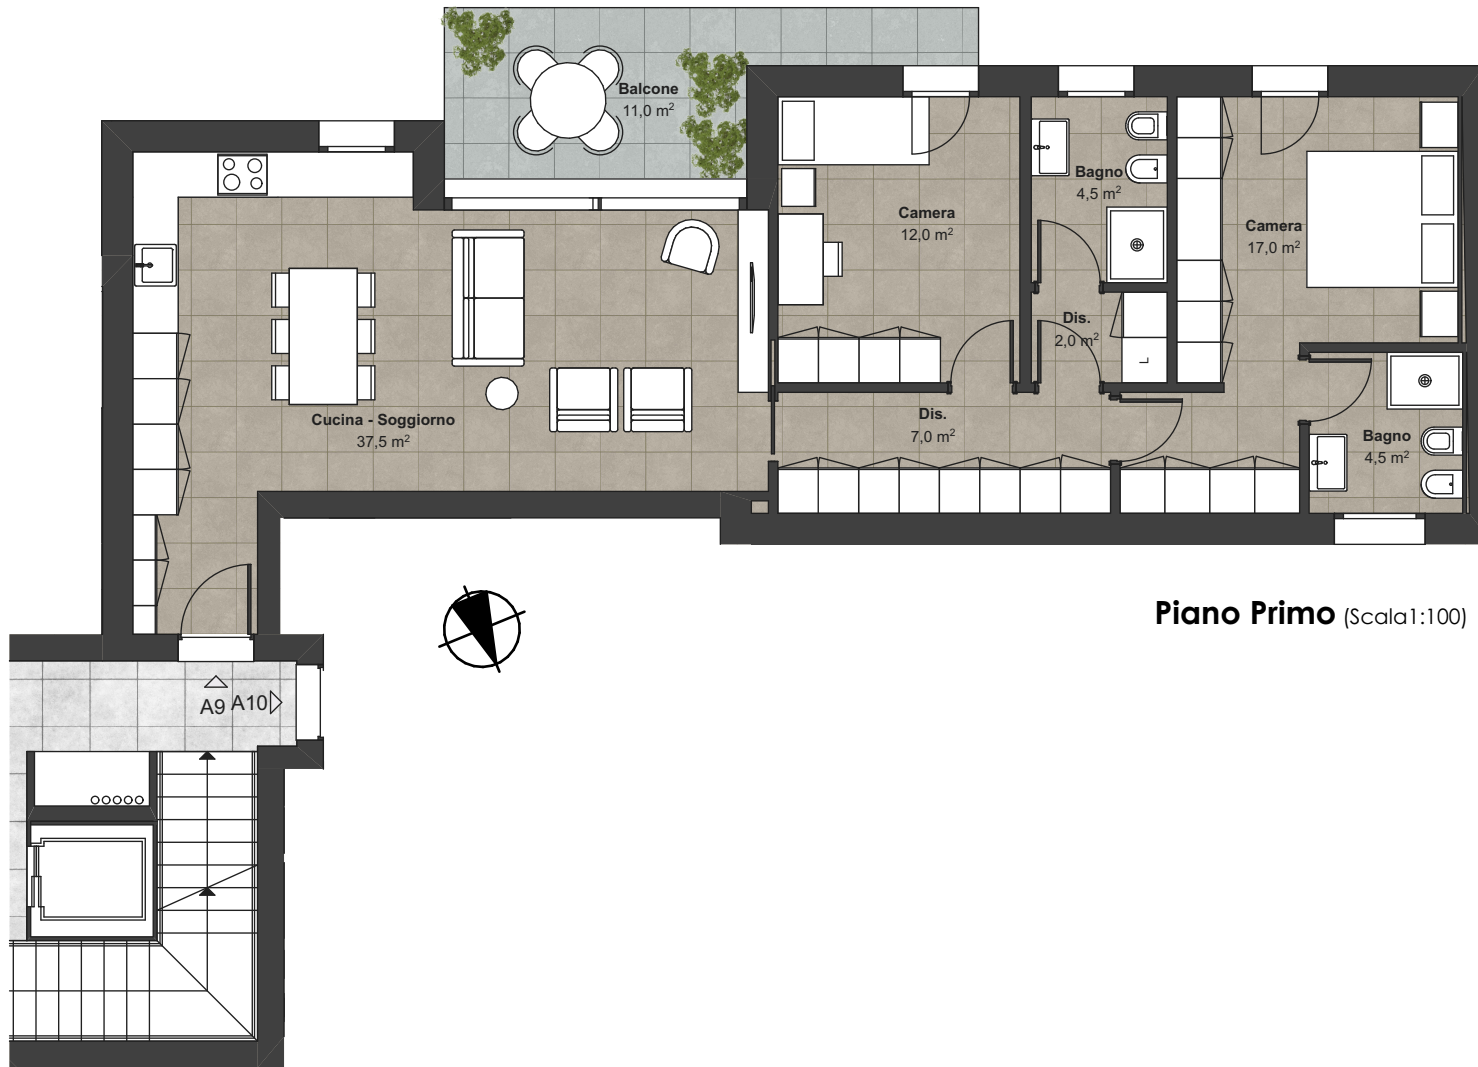 Balcone
11,0 m²
Bagno
4,5 m²
Camera
12,0 m²
Camera
17,0 m²
Dis.
2,0 m²
L
Cucina - Soggiorno
37,5 m²
Dis.
7,0 m²
Bagno
4,5 m²
Piano Primo (Scala1:100)
A9 A10